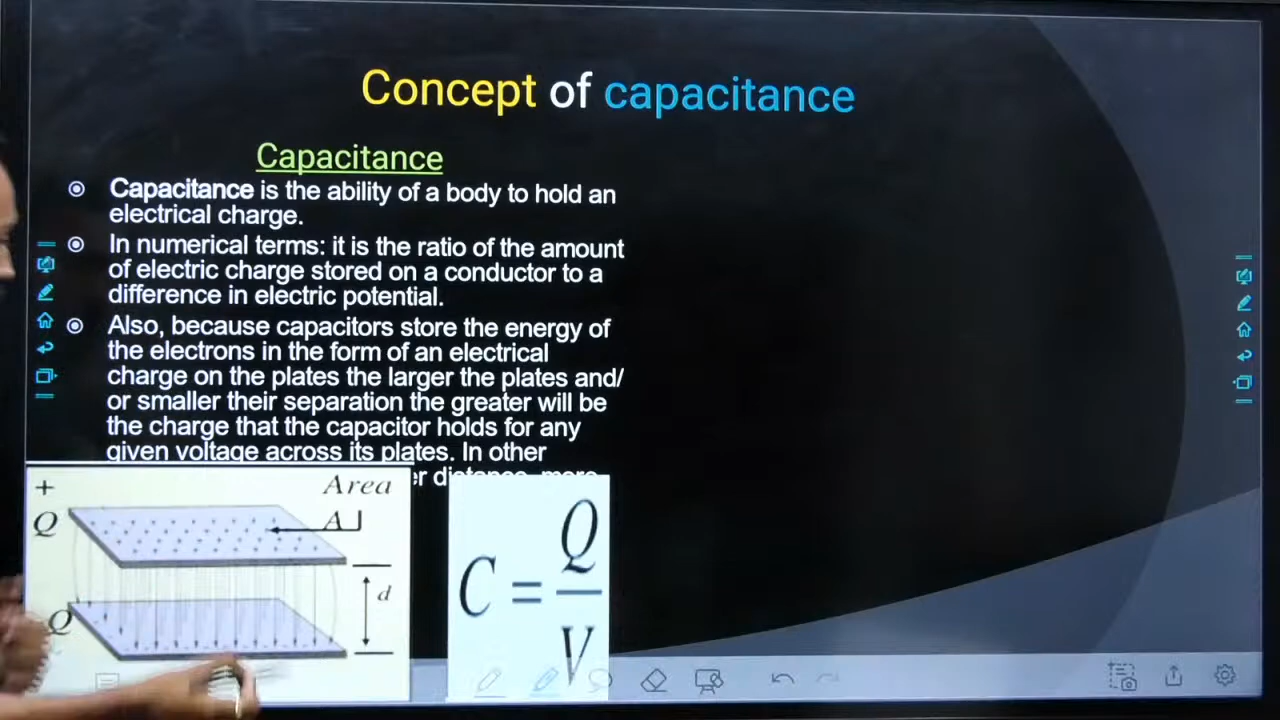 Concept of capacitance
Capacitance
Capacitance is the ability of a body to hold an
electrical charge.
In numerical terms: it is the ratio of the amount
of electric charge stored on a conductor to a
difference in electric potential.
Also, because capacitors store the energy of
the electrons in the form of an electrical
charge on the plates the larger the plates and/
or smaller their separation the greater will be
the charge that the capacitor holds for any
given voltage across its plates. In other
+
Area
Q
A
d
Q
C = Q
V